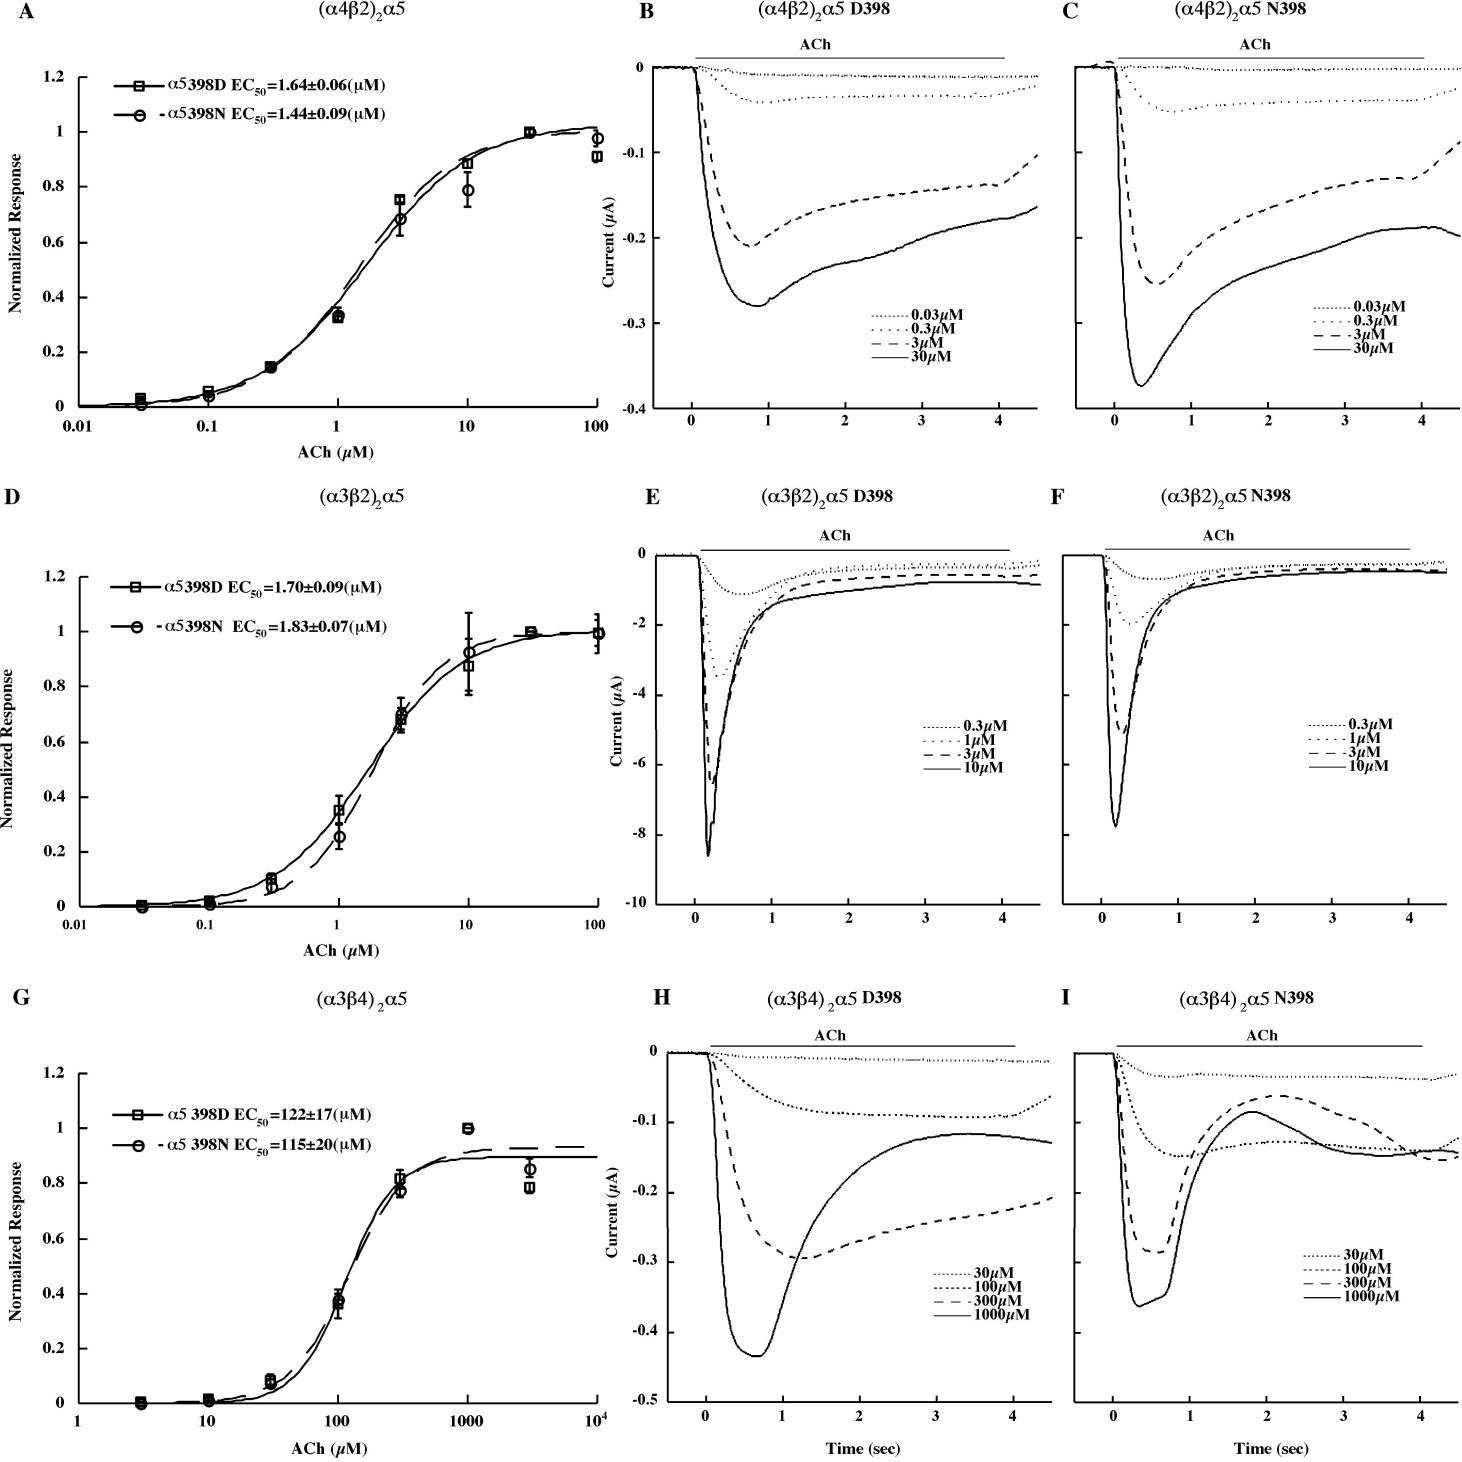 A
(α4β2)2α5
B
(α4β2)2α5 D398
C
(α4β2)2α5 N398
ACh
ACh
α5398D EC50=1.64±0.06(μM)
α5398N EC50=1.44±0.09(μM)
Normalized Response
1.2
1
0.8
0.6
0.4
0.2
0
0.01
0.1
1
10
100
ACh (μM)
Current (μA)
0
-0.1
-0.2
-0.3
-0.4
0
1
2
3
4
0.03μM
0.3μM
3μM
30μM
0
1
2
3
4
0.03μM
0.3μM
3μM
30μM
D
(α3β2)2α5
E
(α3β2)2α5 D398
F
(α3β2)2α5 N398
ACh
ACh
α5398D EC50=1.70±0.09(μM)
α5398N EC50=1.83±0.07(μM)
Normalized Response
1.2
1
0.8
0.6
0.4
0.2
0
0.01
0.1
1
10
100
ACh (μM)
Current (μA)
0
-2
-4
-6
-8
-10
0
1
2
3
4
0.3μM
1μM
3μM
10μM
0
1
2
3
4
0.3μM
1μM
3μM
10μM
G
(α3β4)2α5
H
(α3β4)2α5 D398
I
(α3β4)2α5 N398
ACh
ACh
α5 398D EC50=122±17(μM)
α5 398N EC50=115±20(μM)
Normalized Response
1.2
1
0.8
0.6
0.4
0.2
0
1
10
100
1000
10^4
ACh (μM)
Current (μA)
0
-0.1
-0.2
-0.3
-0.4
-0.5
0
1
2
3
4
30μM
100μM
300μM
1000μM
Time (sec)
0
1
2
3
4
30μM
100μM
300μM
1000μM
Time (sec)